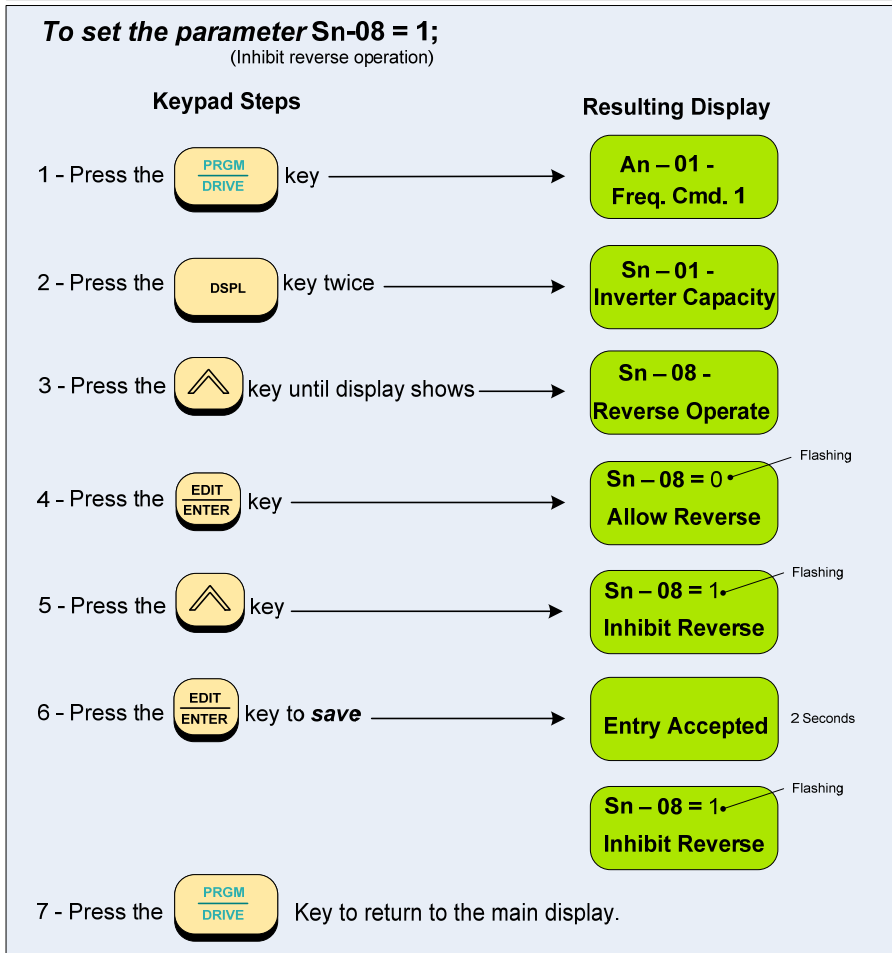 To set the parameter Sn-08 = 1;
(Inhibit reverse operation)
Keypad Steps
Resulting Display
1 - Press the PRGM DRIVE key
An – 01 -
Freq. Cmd. 1
2 - Press the DSPL key twice
Sn – 01 -
Inverter Capacity
3 - Press the key until display shows
Sn – 08 -
Reverse Operate
4 - Press the EDIT ENTER key
Sn – 08 = 0
Flashing
Allow Reverse
5 - Press the key
Sn – 08 = 1
Flashing
Inhibit Reverse
6 - Press the EDIT ENTER key to save
Entry Accepted
2 Seconds
Sn – 08 = 1
Flashing
Inhibit Reverse
7 - Press the PRGM DRIVE Key to return to the main display.